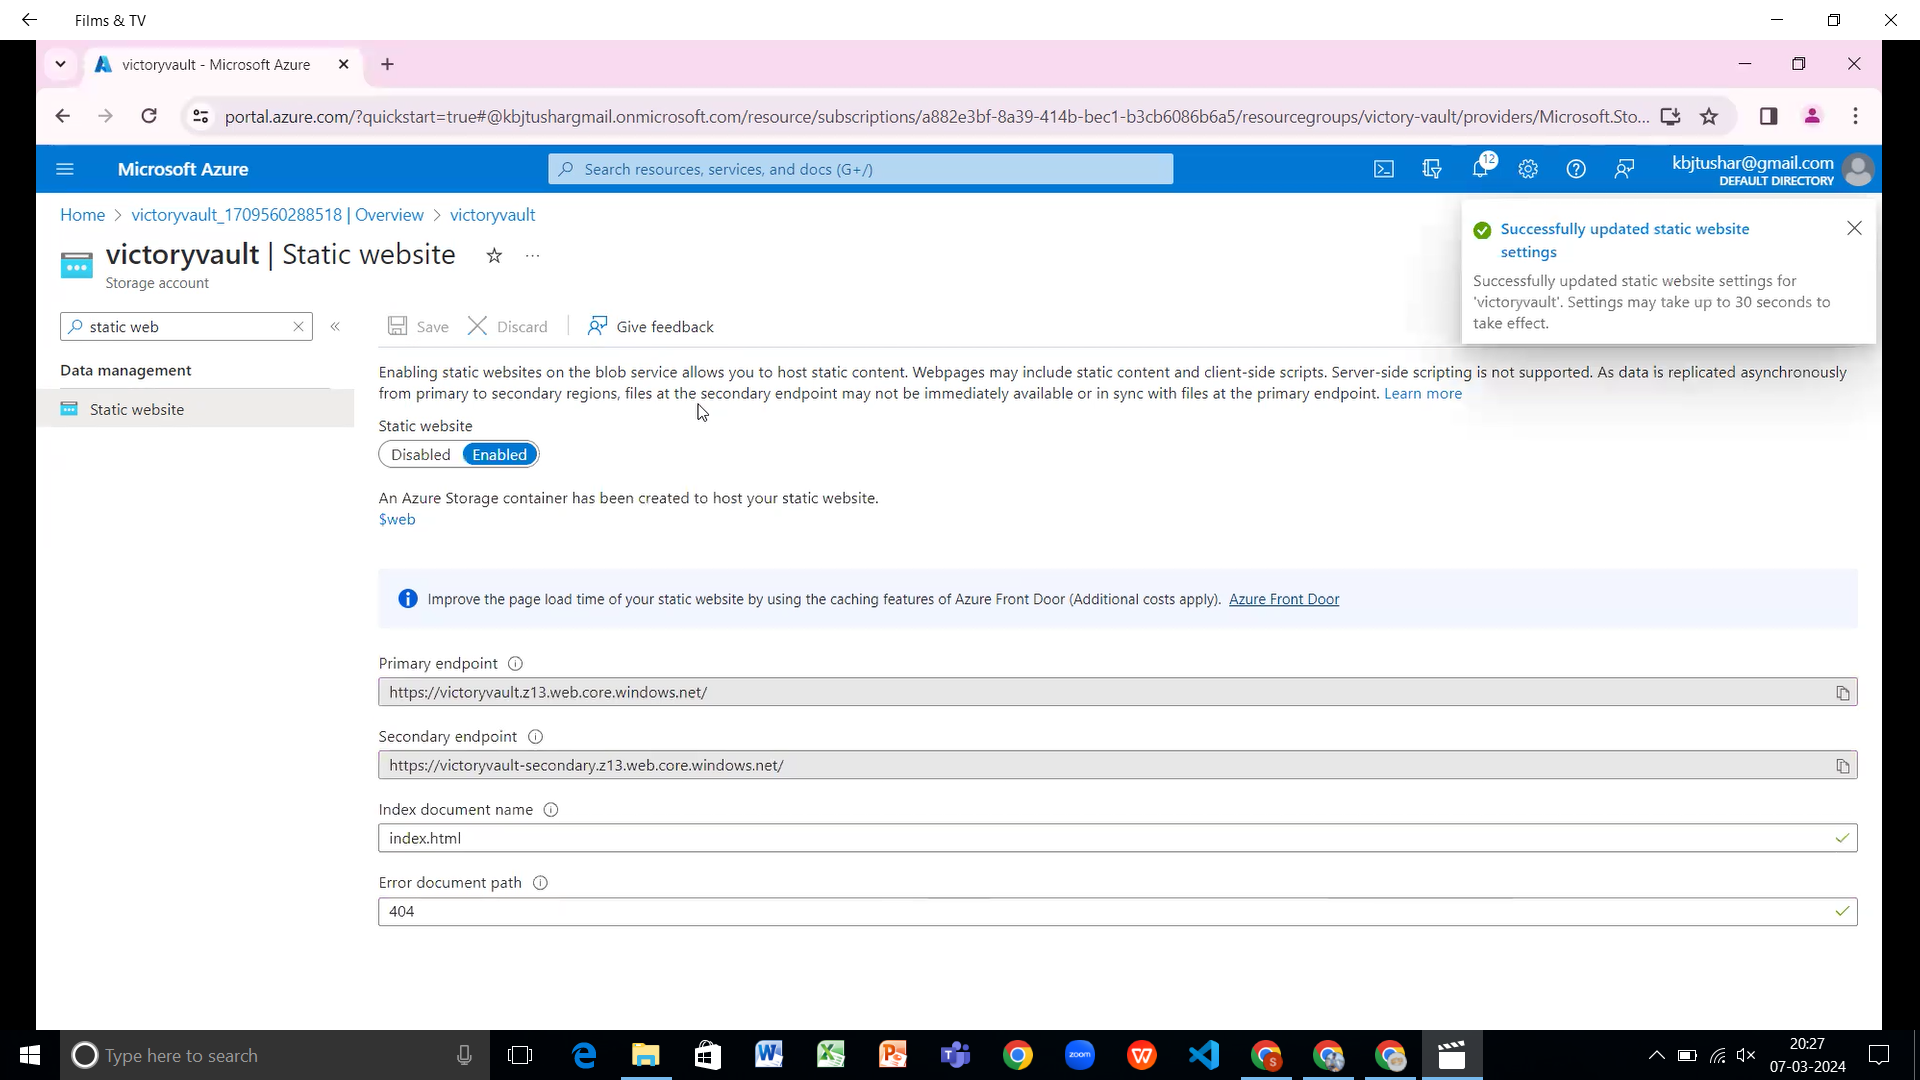 Films & TV
victoryvault - Microsoft Azure
portal.azure.com/?quickstart=true#@kbjtushargmail.onmicrosoft.com/resource/subscriptions/a882e3bf-8a39-414b-bec1-b3cb6086b6a5/resourcegroups/victory-vault/providers/Microsoft.Sto...
Microsoft Azure
Search resources, services, and docs (G+/)
12
kbjtushar@gmail.com
DEFAULT DIRECTORY
Home > victoryvault_1709560288518 | Overview > victoryvault
victoryvault | Static website
Storage account
Successfully updated static website
settings
Successfully updated static website settings for
'victoryvault'. Settings may take up to 30 seconds to
take effect.
static web
Save
Discard
Give feedback
Data management
Static website
Enabling static websites on the blob service allows you to host static content. Webpages may include static content and client-side scripts. Server-side scripting is not supported. As data is replicated asynchronously
from primary to secondary regions, files at the secondary endpoint may not be immediately available or in sync with files at the primary endpoint. Learn more
Static website
Disabled Enabled
An Azure Storage container has been created to host your static website.
$web
Improve the page load time of your static website by using the caching features of Azure Front Door (Additional costs apply). Azure Front Door
Primary endpoint
https://victoryvault.z13.web.core.windows.net/
Secondary endpoint
https://victoryvault-secondary.z13.web.core.windows.net/
Index document name
index.html
Error document path
404
Type here to search
zoom
20:27
07-03-2024